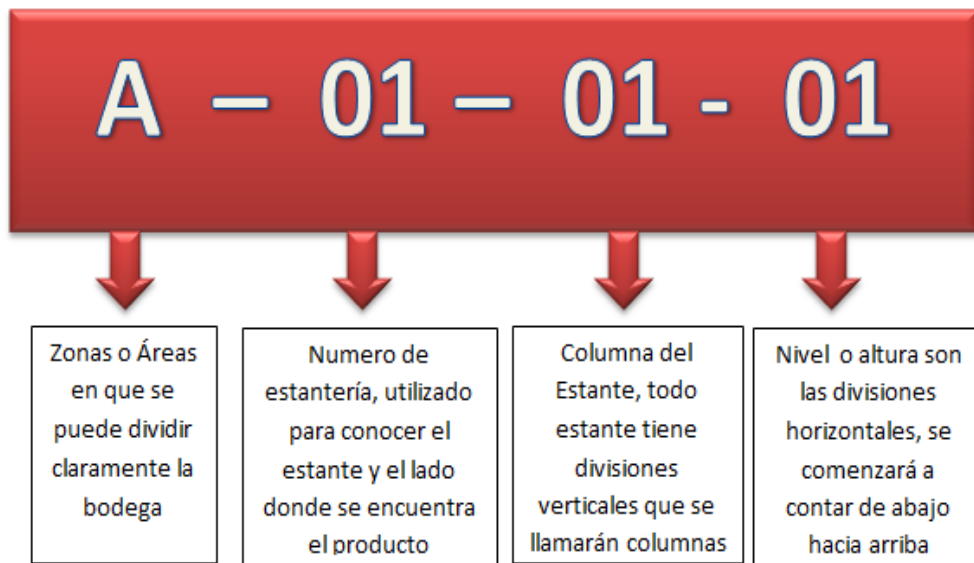 A – 01 – 01 - 01
Zonas o Áreas
en que se
puede dividir
claramente la
bodega
Numero de
estantería, utilizado
para conocer el
estante y el lado
donde se encuentra
el producto
Columna del
Estante, todo
estante tiene
divisiones
verticales que se
llamarán columnas
Nivel o altura son
las divisiones
horizontales, se
comenzará a
contar de abajo
hacia arriba